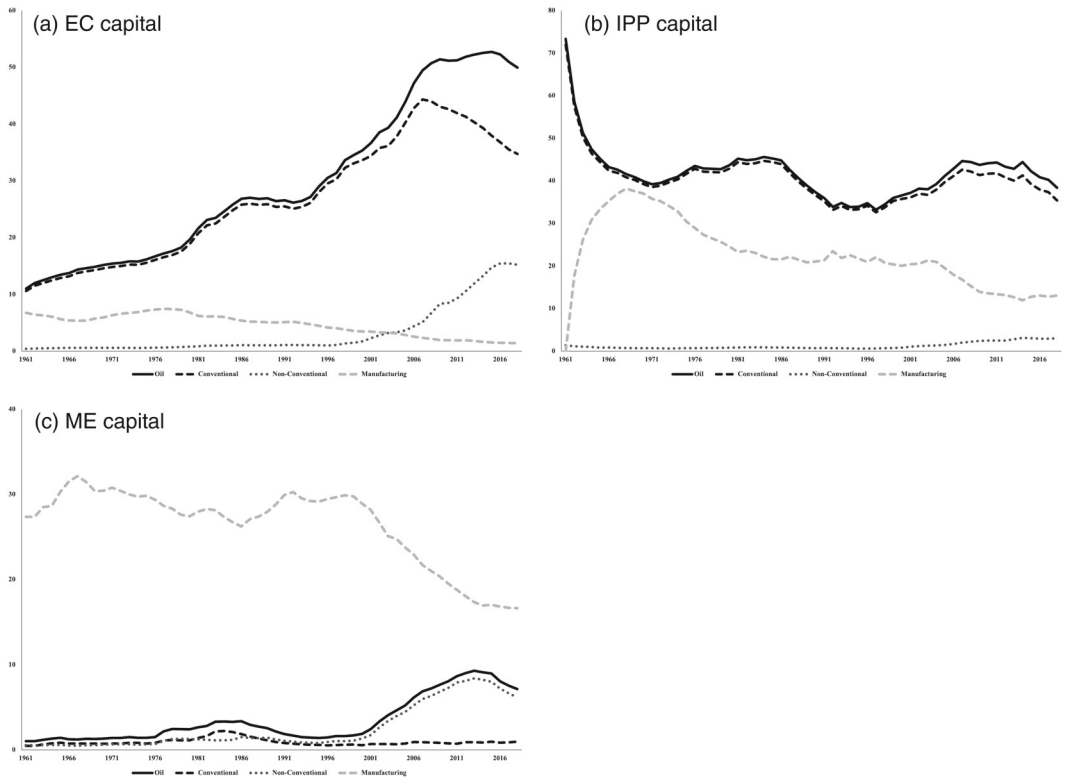 (a) EC capital
60
50
40
30
20
10
0
1961 1966 1971 1976 1981 1986 1991 1996 2001 2006 2011 2016
Oil Conventional Non-Conventional Manufacturing
(b) IPP capital
80
70
60
50
40
30
20
10
0
1961 1966 1971 1976 1981 1986 1991 1996 2001 2006 2011 2016
Oil Conventional Non-Conventional Manufacturing
(c) ME capital
40
30
20
10
0
1961 1966 1971 1976 1981 1986 1991 1996 2001 2006 2011 2016
Oil Conventional Non-Conventional Manufacturing